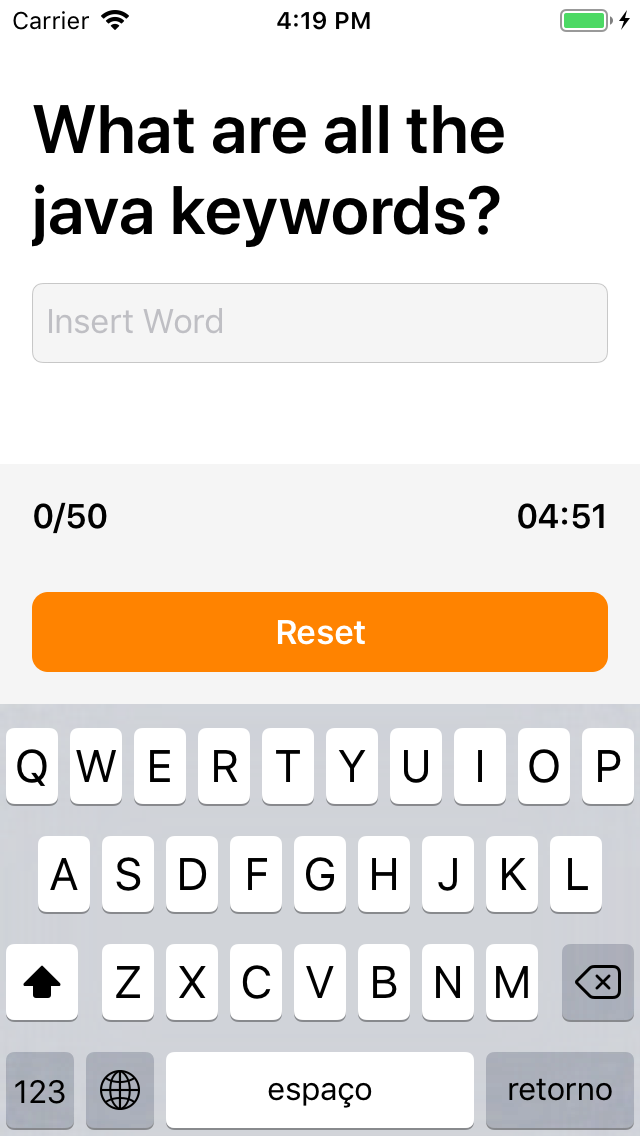 Carrier 4:19 PM
What are all the
java keywords?
Insert Word
0/50 04:51
Reset
Q W E R T Y U I O P
A S D F G H J K L
Z X C V B N M
123 espaço retorno